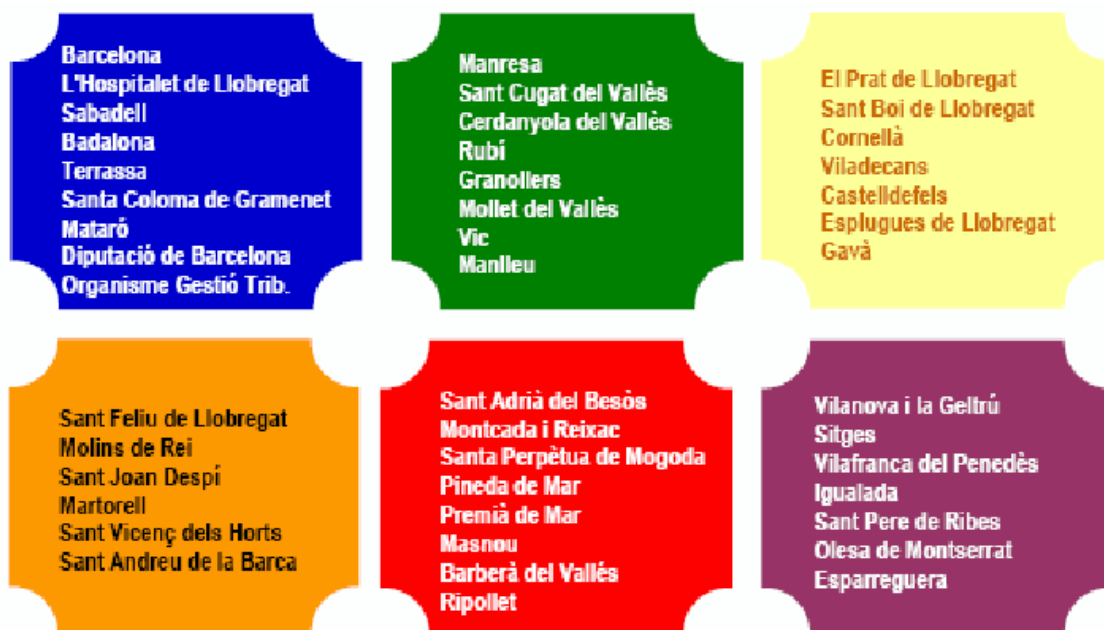 Barcelona
L'Hospitalet de Llobregat
Sabadell
Badalona
Terrassa
Santa Coloma de Gramenet
Mataró
Diputació de Barcelona
Organisme Gestió Trib.
Manresa
Sant Cugat del Vallès
Cerdanyola del Vallès
Rubí
Granollers
Mollet del Vallès
Vic
Manlleu
El Prat de Llobregat
Sant Boi de Llobregat
Cornellà
Viladecans
Castelldefels
Esplugues de Llobregat
Gavà
Sant Feliu de Llobregat
Molins de Rei
Sant Joan Despí
Martorell
Sant Vicenç dels Horts
Sant Andreu de la Barca
Sant Adrià del Besòs
Montcada i Reixac
Santa Perpètua de Mogoda
Pineda de Mar
Premià de Mar
Masnou
Barberà del Vallès
Ripollet
Vilanova i la Geltrú
Sitges
Vilafranca del Penedès
Igualada
Sant Pere de Ribes
Olesa de Montserrat
Esparreguera